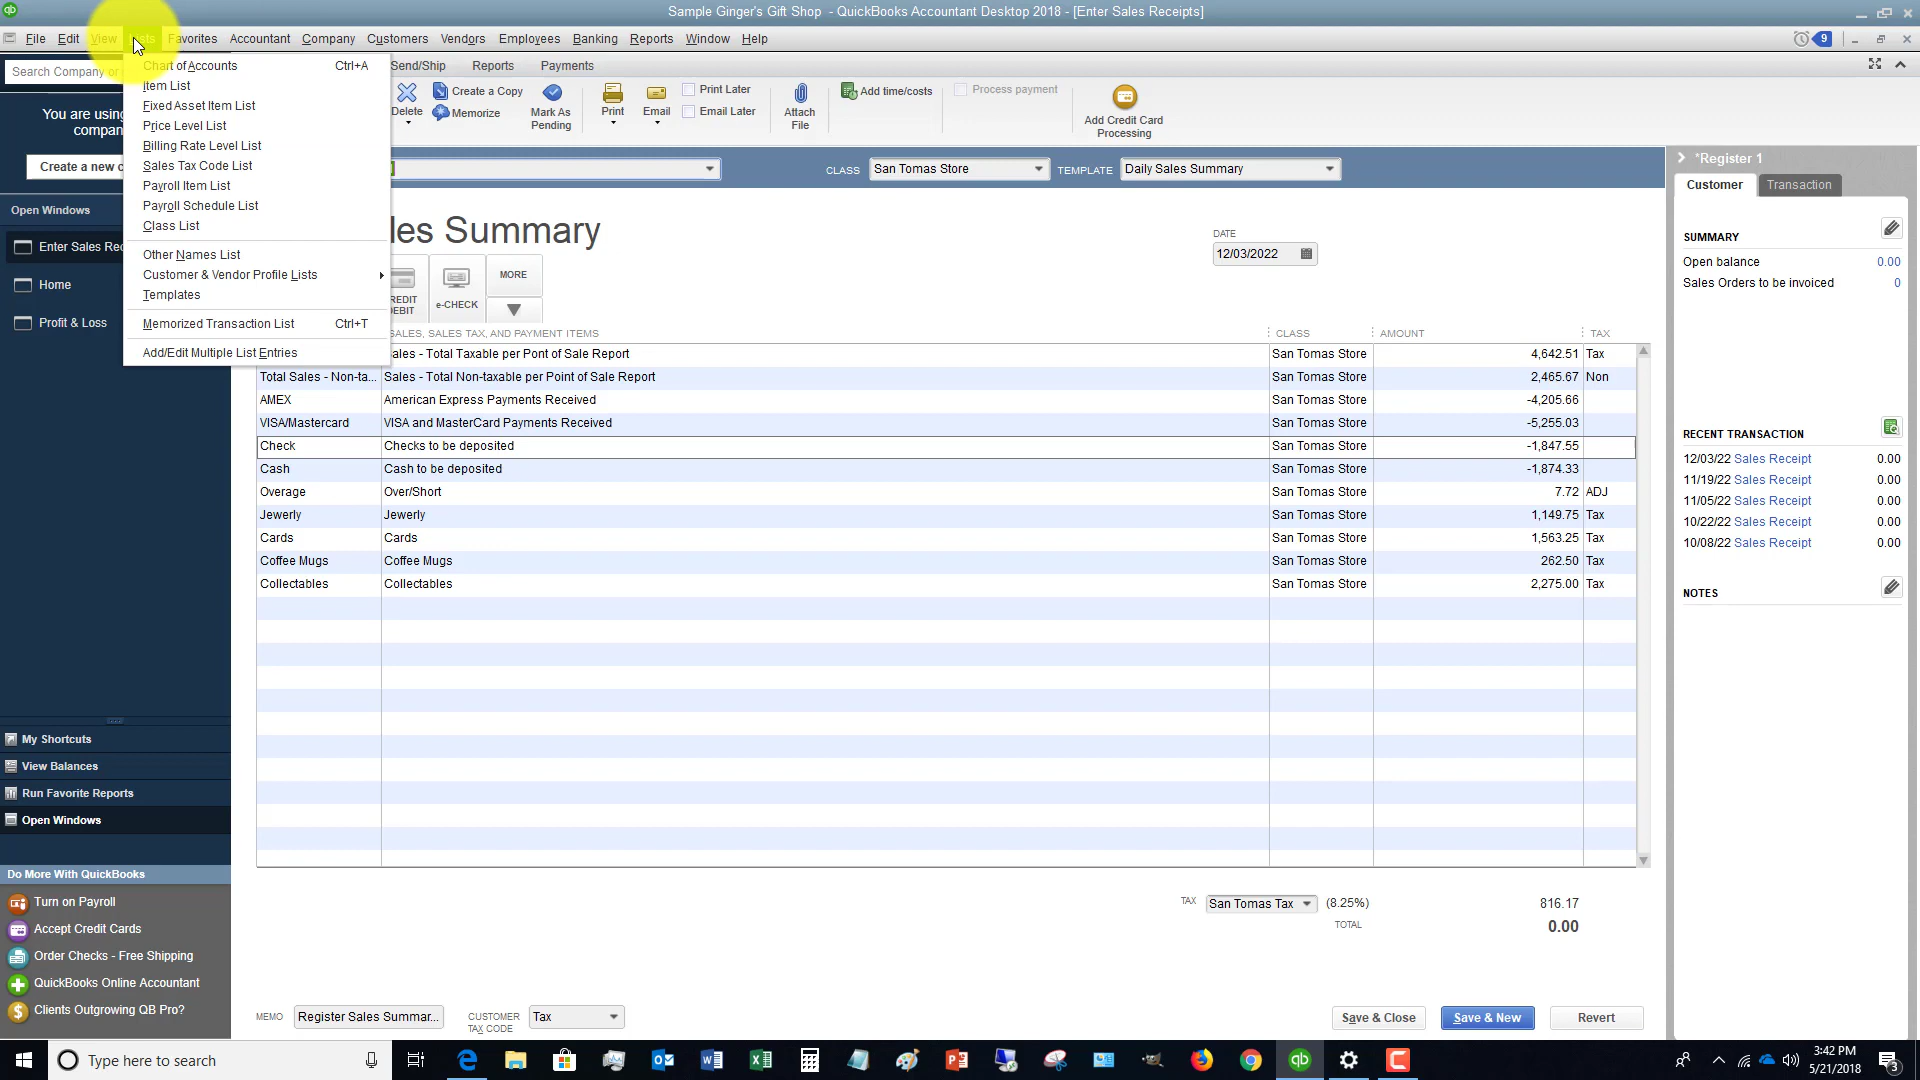 Sample Ginger's Gift Shop - QuickBooks Accountant Desktop 2018 - [Enter Sales Receipts]
File Edit View Lists Favorites Accountant Company Customers Vendors Employees Banking Reports Window Help
9
Search Company or
Send/Ship Reports Payments
Chart of Accounts Ctrl+A
Item List
Fixed Asset Item List
Price Level List
Billing Rate Level List
Sales Tax Code List
Payroll Item List
Payroll Schedule List
Class List
Other Names List
Customer & Vendor Profile Lists
Templates
Memorized Transaction List Ctrl+T
Add/Edit Multiple List Entries
Delete
Create a Copy
Memorize
Mark As
Pending
Print
Email
Print Later
Email Later
Attach
File
Add time/costs
Process payment
Add Credit Card
Processing
You are using
compan
Create a new c
Open Windows
Enter Sales Rec
Home
Profit & Loss
My Shortcuts
View Balances
Run Favorite Reports
Open Windows
Do More With QuickBooks
Turn on Payroll
Accept Credit Cards
Order Checks - Free Shipping
QuickBooks Online Accountant
Clients Outgrowing QB Pro?
CLASS San Tomas Store TEMPLATE Daily Sales Summary
les Summary
DATE
12/03/2022
REDIT
EBIT
e-CHECK
MORE
SALES, SALES TAX, AND PAYMENT ITEMS CLASS AMOUNT TAX
Sales - Total Taxable per Pont of Sale Report San Tomas Store 4,642.51 Tax
Total Sales - Non-ta... Sales - Total Non-taxable per Point of Sale Report San Tomas Store 2,465.67 Non
AMEX American Express Payments Received San Tomas Store -4,205.66
VISA/Mastercard VISA and MasterCard Payments Received San Tomas Store -5,255.03
Check Checks to be deposited San Tomas Store -1,847.55
Cash Cash to be deposited San Tomas Store -1,874.33
Overage Over/Short San Tomas Store 7.72 ADJ
Jewerly Jewerly San Tomas Store 1,149.75 Tax
Cards Cards San Tomas Store 1,563.25 Tax
Coffee Mugs Coffee Mugs San Tomas Store 262.50 Tax
Collectables Collectables San Tomas Store 2,275.00 Tax
TAX San Tomas Tax (8.25%) 816.17
TOTAL 0.00
MEMO Register Sales Summar... CUSTOMER
TAX CODE Tax
Save & Close Save & New Revert
*Register 1
Customer Transaction
SUMMARY
Open balance 0.00
Sales Orders to be invoiced 0
RECENT TRANSACTION
12/03/22 Sales Receipt 0.00
11/19/22 Sales Receipt 0.00
11/05/22 Sales Receipt 0.00
10/22/22 Sales Receipt 0.00
10/08/22 Sales Receipt 0.00
NOTES
Type here to search
3:42 PM
5/21/2018
3